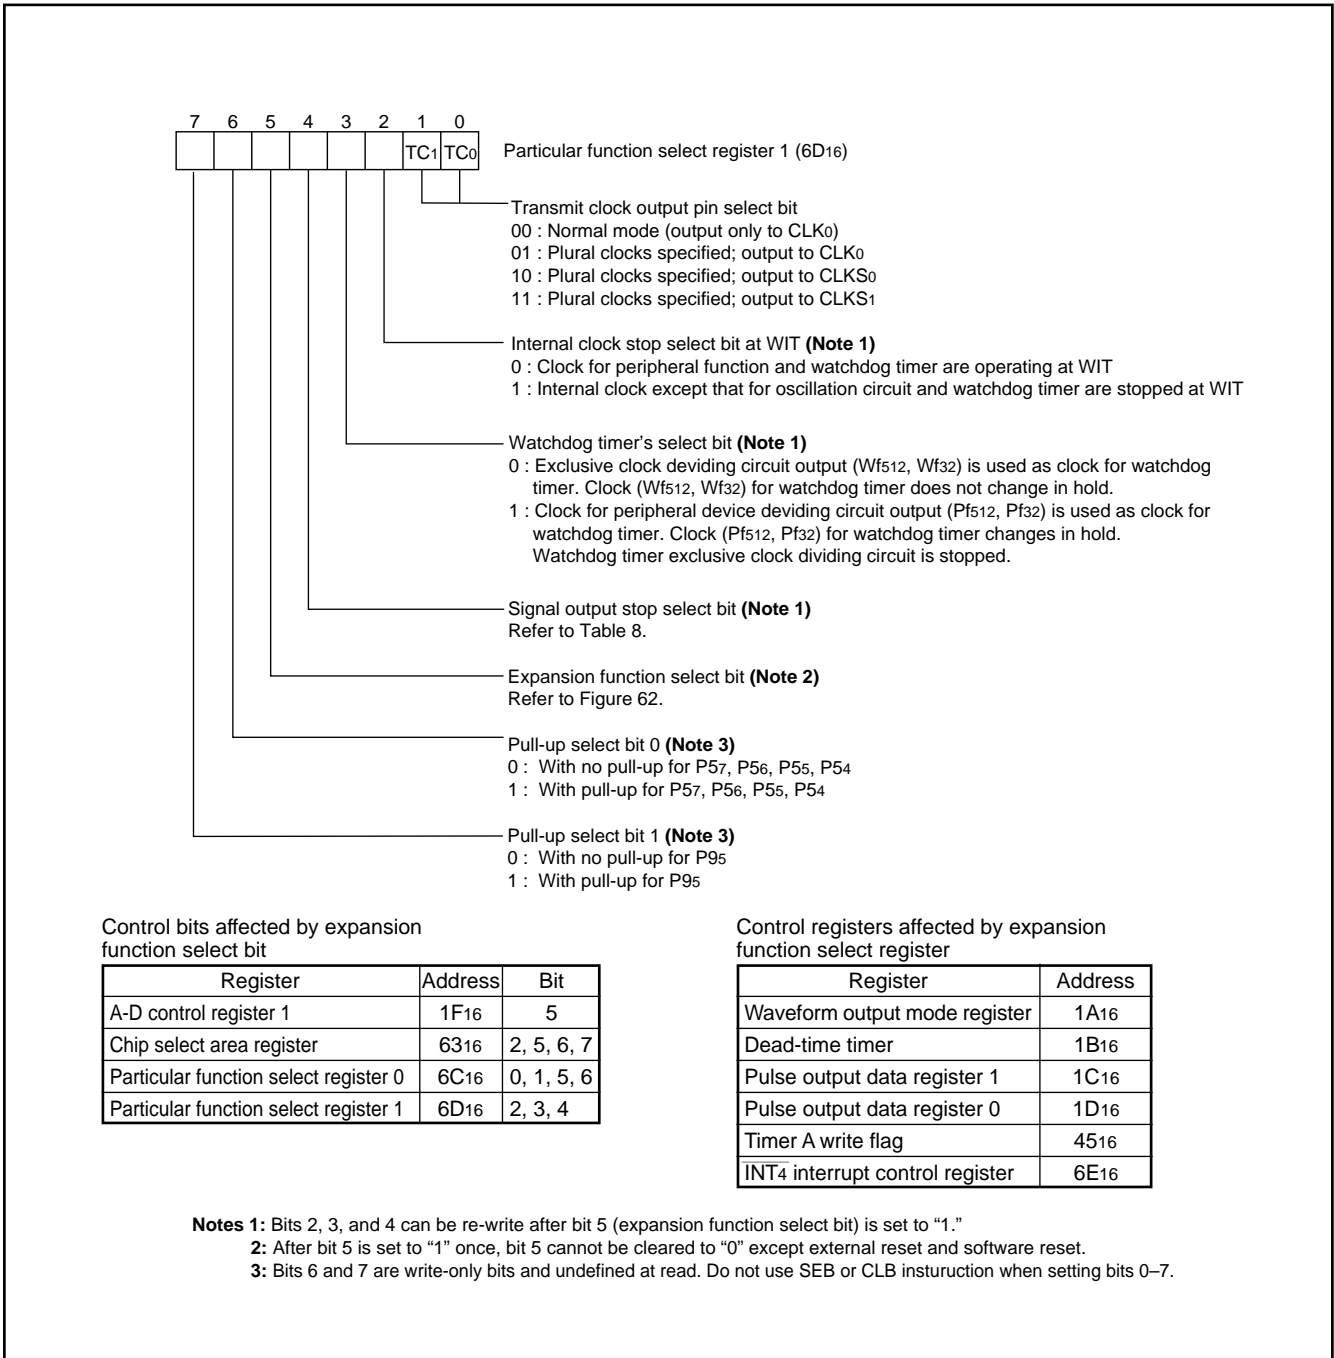 7 6 5 4 3 2 1 0
TC1 TC0 Particular function select register 1 (6D16)
Transmit clock output pin select bit
00 : Normal mode (output only to CLK0)
01 : Plural clocks specified; output to CLK0
10 : Plural clocks specified; output to CLKS0
11 : Plural clocks specified; output to CLKS1
Internal clock stop select bit at WIT (Note 1)
0 : Clock for peripheral function and watchdog timer are operating at WIT
1 : Internal clock except that for oscillation circuit and watchdog timer are stopped at WIT
Watchdog timer's select bit (Note 1)
0 : Exclusive clock deviding circuit output (Wf512, Wf32) is used as clock for watchdog
timer. Clock (Wf512, Wf32) for watchdog timer does not change in hold.
1 : Clock for peripheral device deviding circuit output (Pf512, Pf32) is used as clock for
watchdog timer. Clock (Pf512, Pf32) for watchdog timer changes in hold.
Watchdog timer exclusive clock dividing circuit is stopped.
Signal output stop select bit (Note 1)
Refer to Table 8.
Expansion function select bit (Note 2)
Refer to Figure 62.
Pull-up select bit 0 (Note 3)
0 : With no pull-up for P57, P56, P55, P54
1 : With pull-up for P57, P56, P55, P54
Pull-up select bit 1 (Note 3)
0 : With no pull-up for P95
1 : With pull-up for P95
Control bits affected by expansion
function select bit
Register Address Bit
A-D control register 1 1F16 5
Chip select area register 6316 2, 5, 6, 7
Particular function select register 0 6C16 0, 1, 5, 6
Particular function select register 1 6D16 2, 3, 4
Control registers affected by expansion
function select register
Register Address
Waveform output mode register 1A16
Dead-time timer 1B16
Pulse output data register 1 1C16
Pulse output data register 0 1D16
Timer A write flag 4516
INT4 interrupt control register 6E16
Notes 1: Bits 2, 3, and 4 can be re-write after bit 5 (expansion function select bit) is set to “1.”
2: After bit 5 is set to “1” once, bit 5 cannot be cleared to “0” except external reset and software reset.
3: Bits 6 and 7 are write-only bits and undefined at read. Do not use SEB or CLB insturuction when setting bits 0–7.